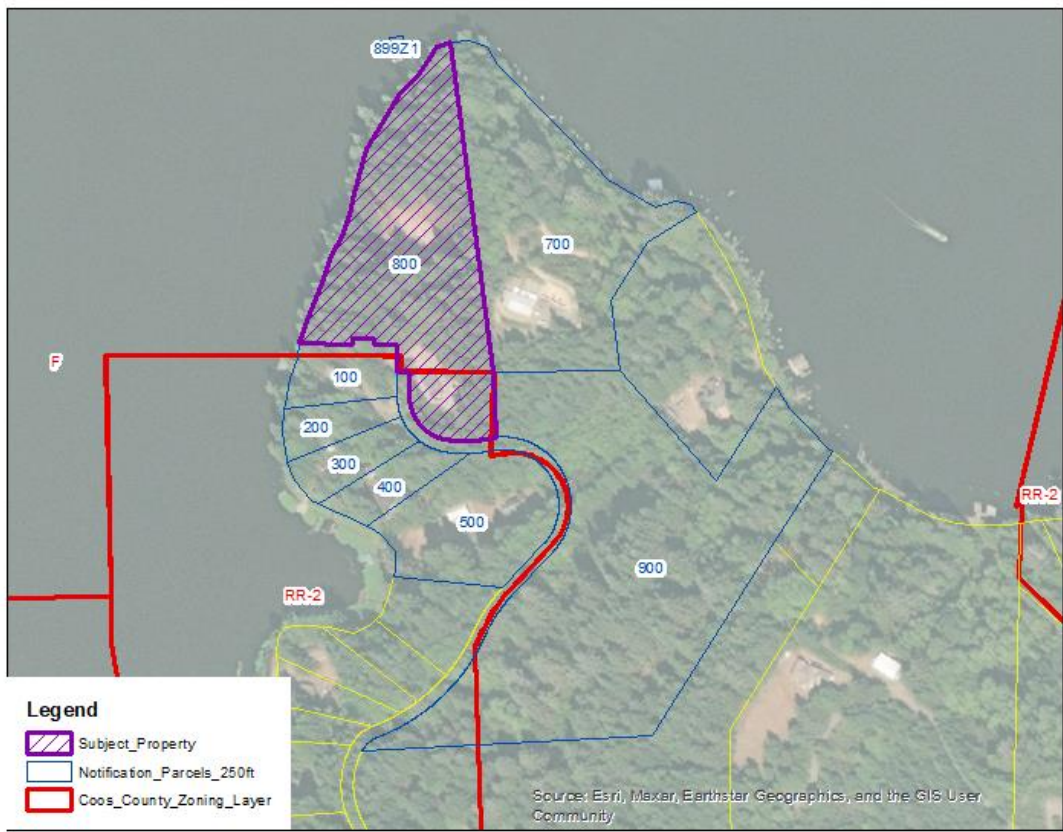 899Z1
700
800
F
100
200
300
400
RR-2
500
900
RR-2
Legend
Subject_Property
Notification_Parcels_250ft
Coos_County_Zoning_Layer
Source: Esri, Maxar, Earthstar Geographics, and the GIS User
Community